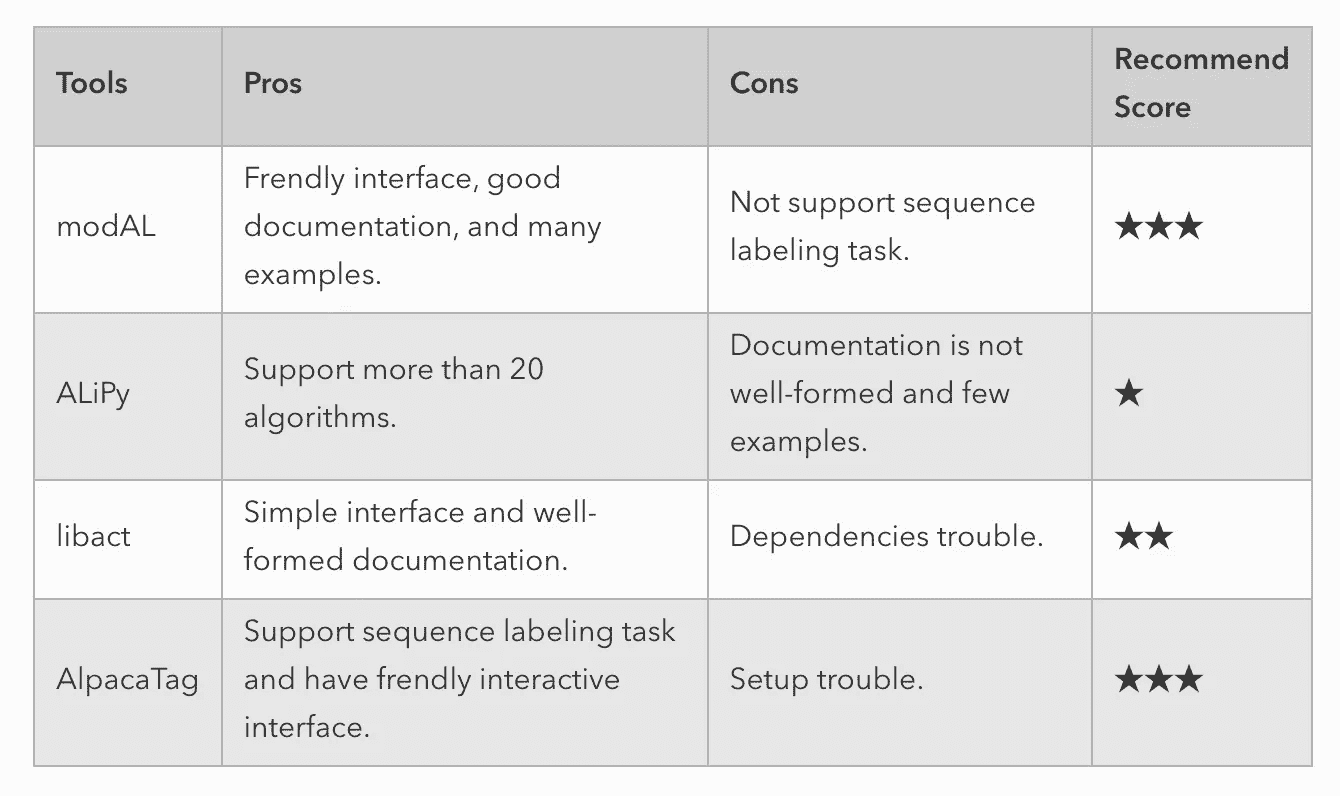 Tools
Pros
Cons
Recommend
Score
modAL
Frendly interface, good
documentation, and many
examples.
Not support sequence
labeling task.
★★★
ALiPy
Support more than 20
algorithms.
Documentation is not
well-formed and few
examples.
★
libact
Simple interface and well-
formed documentation.
Dependencies trouble.
★★
AlpacaTag
Support sequence labeling task
and have frendly interactive
interface.
Setup trouble.
★★★